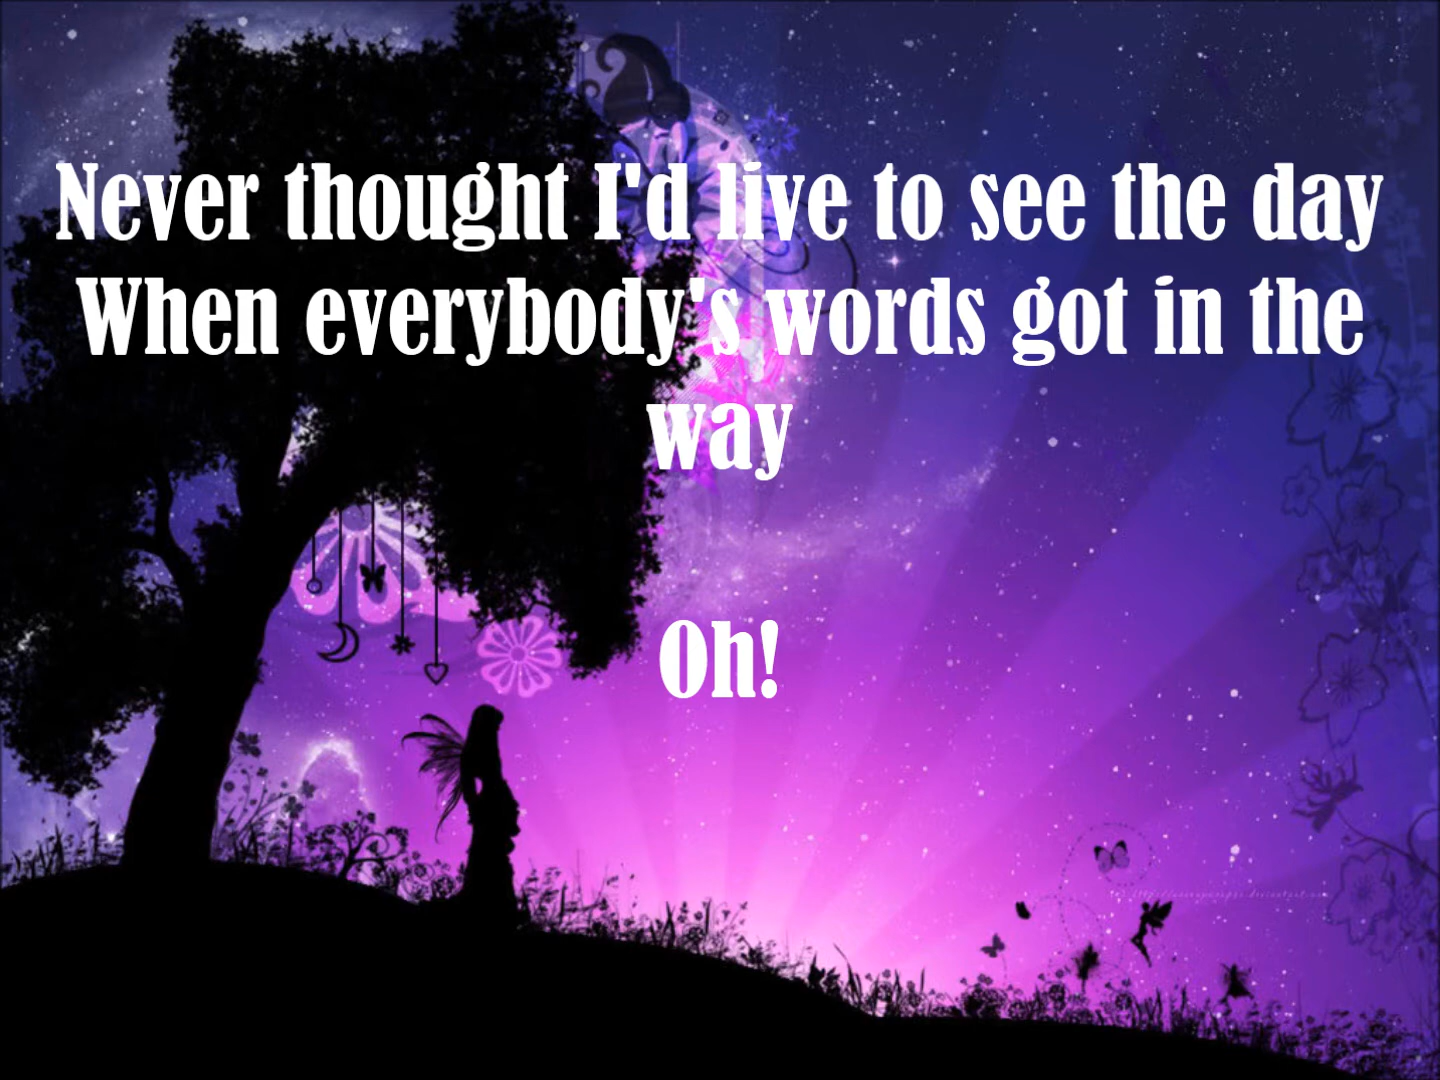 Never thought I'd live to see the day
When everybody's words got in the
way
Oh!